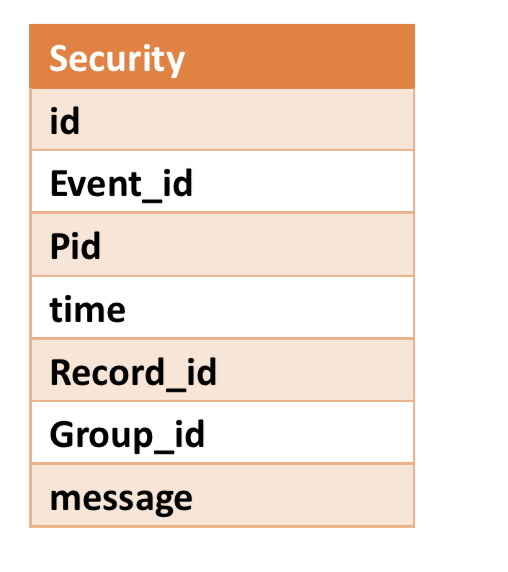 Security
id
Event_id
Pid
time
Record_id
Group_id
message